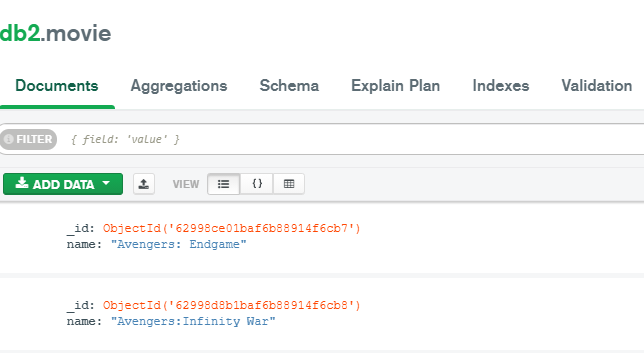 db2.movie
Documents Aggregations Schema Explain Plan Indexes Validation
FILTER { field: 'value' }
ADD DATA VIEW { }
_id: ObjectId('62998ce01baf6b88914f6cb7')
name: "Avengers: Endgame"
_id: ObjectId('62998d8b1baf6b88914f6cb8')
name: "Avengers:Infinity War"